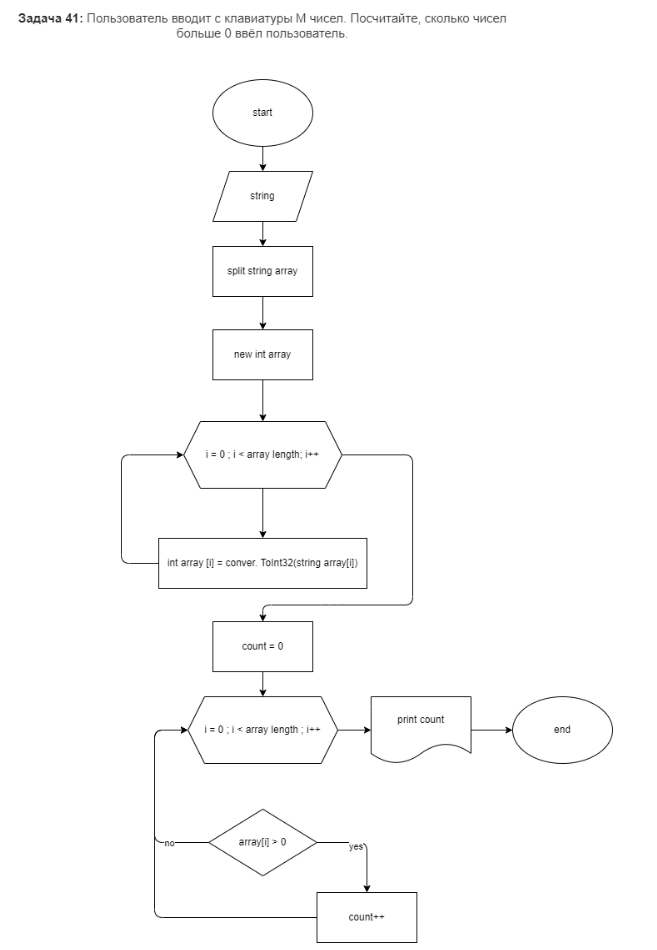 Задача 41: Пользователь вводит с клавиатуры M чисел. Посчитайте, сколько чисел
больше 0 ввёл пользователь.
start
string
split string array
new int array
i = 0 ; i < array length; i++
int array [i] = conver. ToInt32(string array[i])
count = 0
i = 0 ; i < array length ; i++
print count
end
array[i] > 0
no
yes
count++